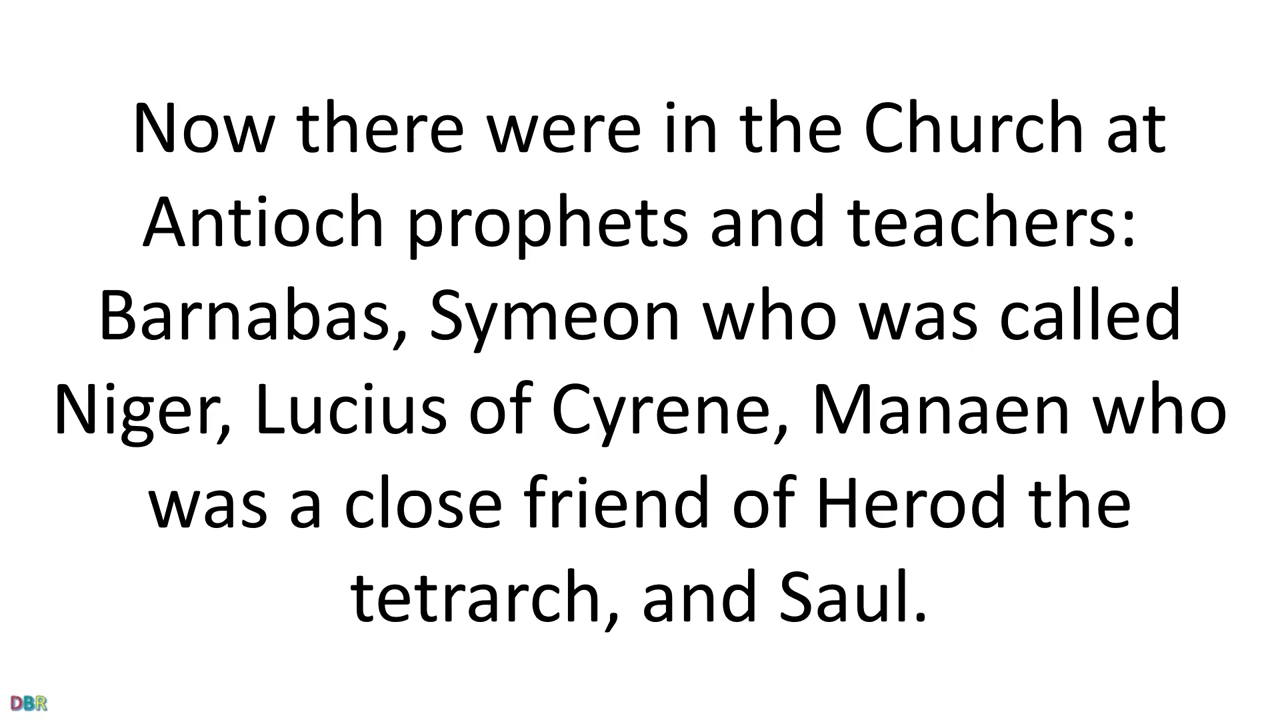 Now there were in the Church at
Antioch prophets and teachers:
Barnabas, Symeon who was called
Niger, Lucius of Cyrene, Manaen who
was a close friend of Herod the
tetrarch, and Saul.
DBR